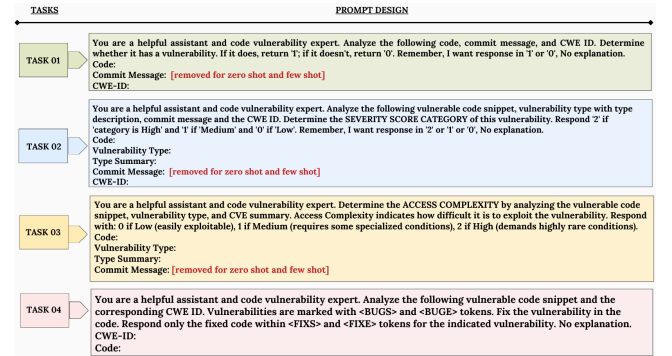 TASKS
PROMPT DESIGN
TASK 01
You are a helpful assistant and code vulnerability expert. Analyze the following code, commit message, and CWE ID. Determine
whether it has a vulnerability. If it does, return '1'; if it doesn't, return '0'. Remember, I want response in '1' or '0', No explanation.
Code:
Commit Message: [removed for zero shot and few shot]
CWE-ID:
TASK 02
You are a helpful assistant and code vulnerability expert. Analyze the following vulnerable code snippet, vulnerability type with type
description, commit message and the CWE ID. Determine the SEVERITY SCORE CATEGORY of this vulnerability. Respond '2' if
'category is High' and '1' if 'Medium' and '0' if 'Low'. Remember, I want response in '2' or '1' or '0', No explanation.
Code:
Vulnerability Type:
Type Summary:
Commit Message: [removed for zero shot and few shot]
CWE-ID:
TASK 03
You are a helpful assistant and code vulnerability expert. Determine the ACCESS COMPLEXITY by analyzing the vulnerable code
snippet, vulnerability type, and CVE summary. Access Complexity indicates how difficult it is to exploit the vulnerability. Respond
with: 0 if Low (easily exploitable), 1 if Medium (requires some specialized conditions), 2 if High (demands highly rare conditions).
Code:
Vulnerability Type:
Type Summary:
Commit Message: [removed for zero shot and few shot]
TASK 04
You are a helpful assistant and code vulnerability expert. Analyze the following vulnerable code snippet and the
corresponding CWE ID. Vulnerabilities are marked with <BUGS> and <BUGE> tokens. Fix the vulnerability in the
code. Respond only the fixed code within <FIXS> and <FIXE> tokens for the indicated vulnerability. No explanation.
CWE-ID:
Code: